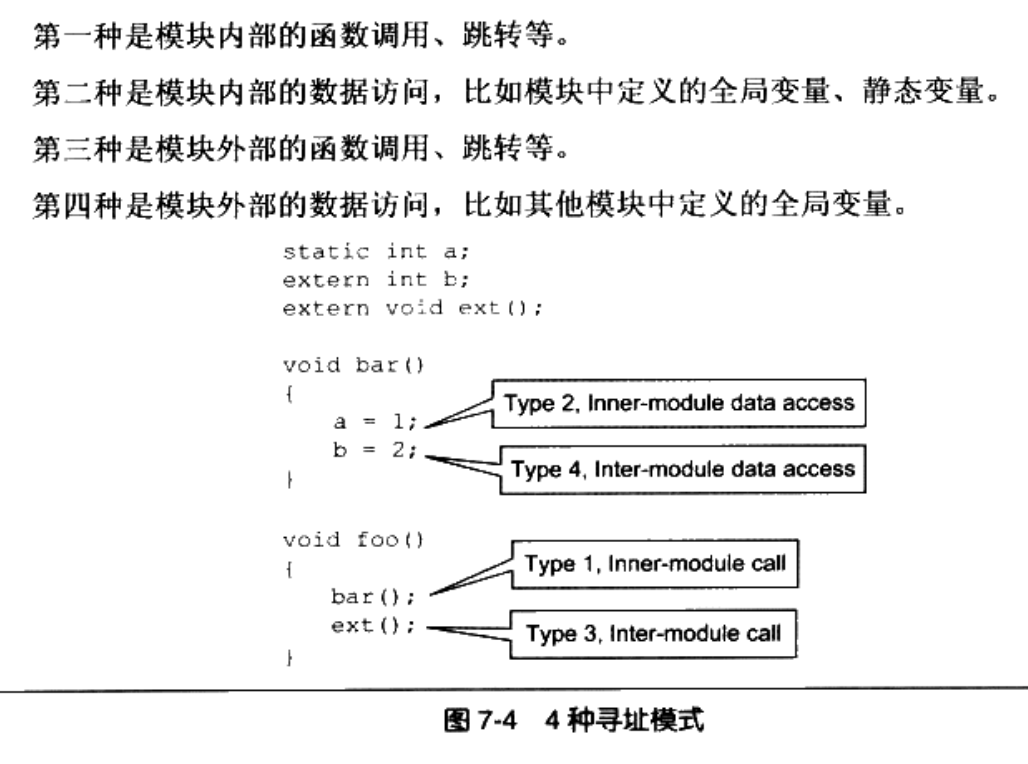 第一种是模块内部的函数调用、跳转等。
第二种是模块内部的数据访问，比如模块中定义的全局变量、静态变量。
第三种是模块外部的函数调用、跳转等。
第四种是模块外部的数据访问，比如其他模块中定义的全局变量。
static int a;
extern int b;
extern void ext();
void bar()
{
a = 1;
Type 2, Inner-module data access
b = 2;
Type 4, Inter-module data access
}
void foo()
{
bar();
Type 1, Inner-module call
ext();
Type 3, Inter-module call
}
图 7-4 4 种寻址模式